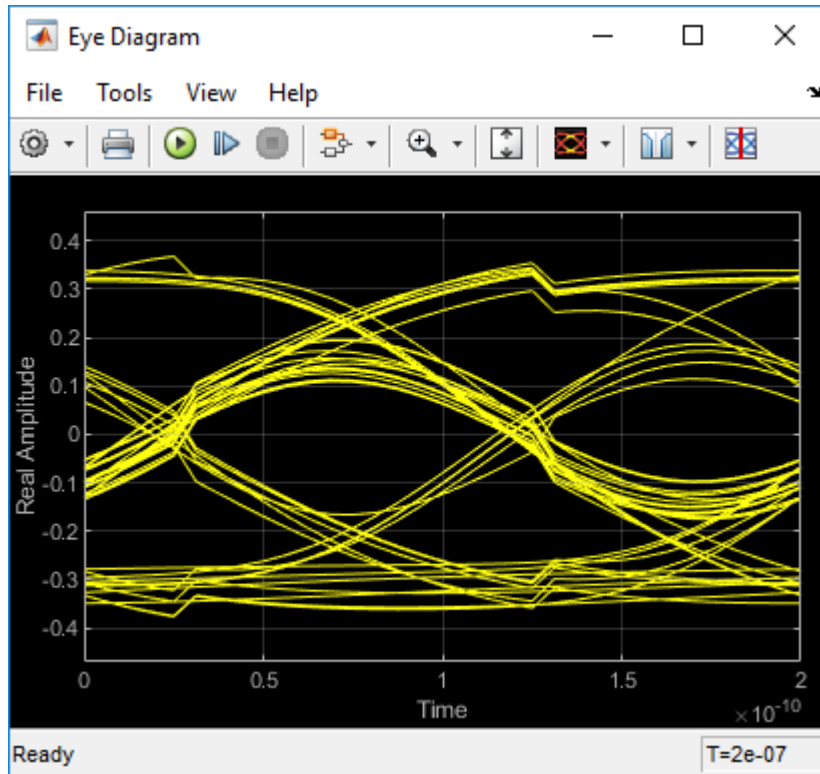 Eye Diagram
File Tools View Help
0.4
0.3
0.2
0.1
0
-0.1
-0.2
-0.3
-0.4
Real Amplitude
0 0.5 1 1.5 2
Time
×10⁻¹⁰
Ready T=2e-07